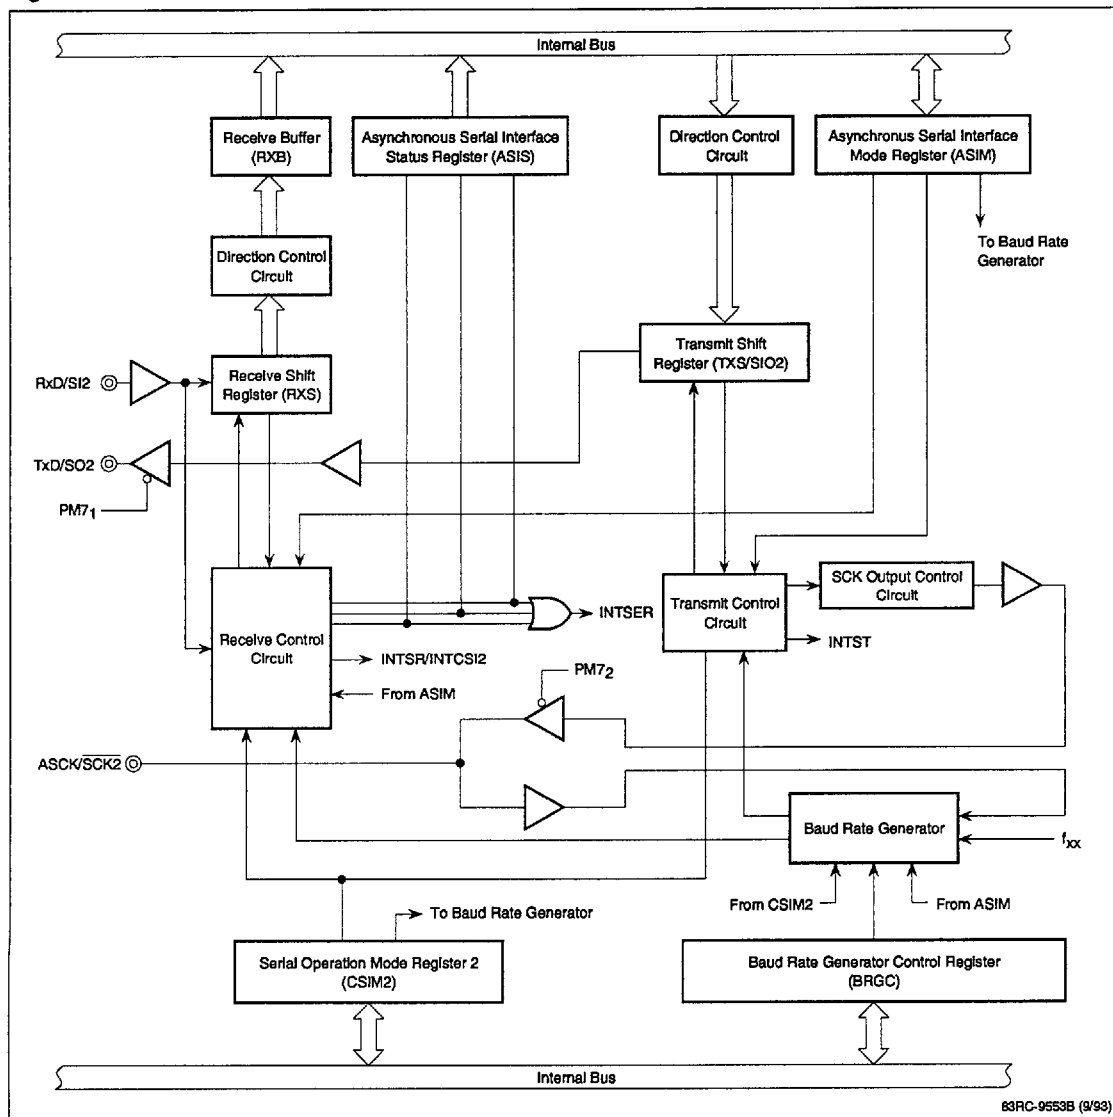 Internal Bus
Receive Buffer
(RXB)
Asynchronous Serial Interface
Status Register (ASIS)
Direction Control
Circuit
Asynchronus Serial Interface
Mode Register (ASIM)
To Baud Rate
Generator
Direction Control
Circuit
Transmit Shift
Register (TXS/SIO2)
RxD/SI2
Receive Shift
Register (RXS)
TxD/SO2
PM7₁
SCK Output Control
Circuit
Transmit Control
Circuit
INTSER
INTST
Receive Control
Circuit
INTSR/INTCSI2
PM7₂
From ASIM
ASCK/S̅C̅K̅2̅
Baud Rate Generator
fxx
From CSIM2
From ASIM
To Baud Rate Generator
Serial Operation Mode Register 2
(CSIM2)
Baud Rate Generator Control Register
(BRGC)
Internal Bus
83RC-9553B (9/93)